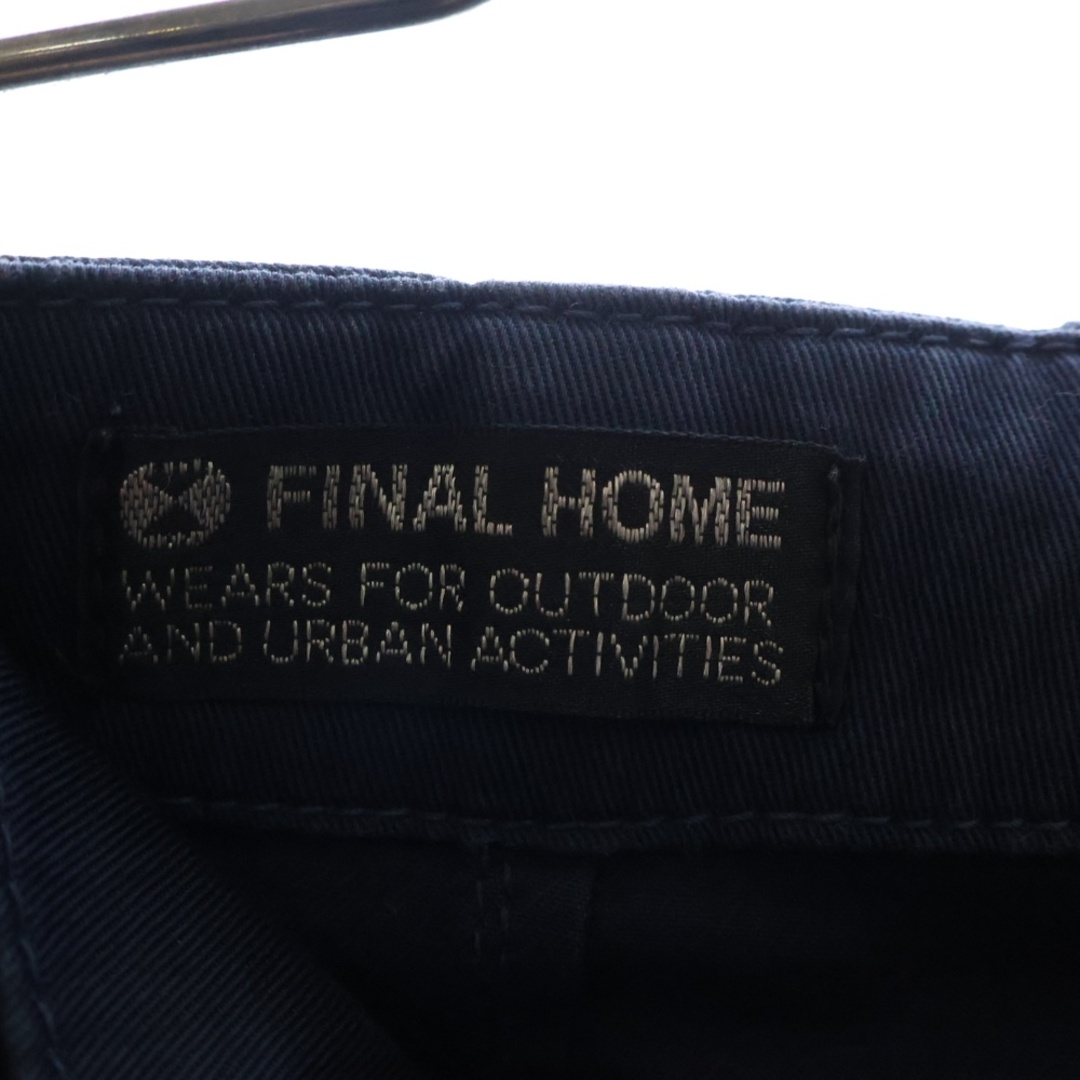 FINAL HOME
WEARS FOR OUTDOOR
AND URBAN ACTIVITIES